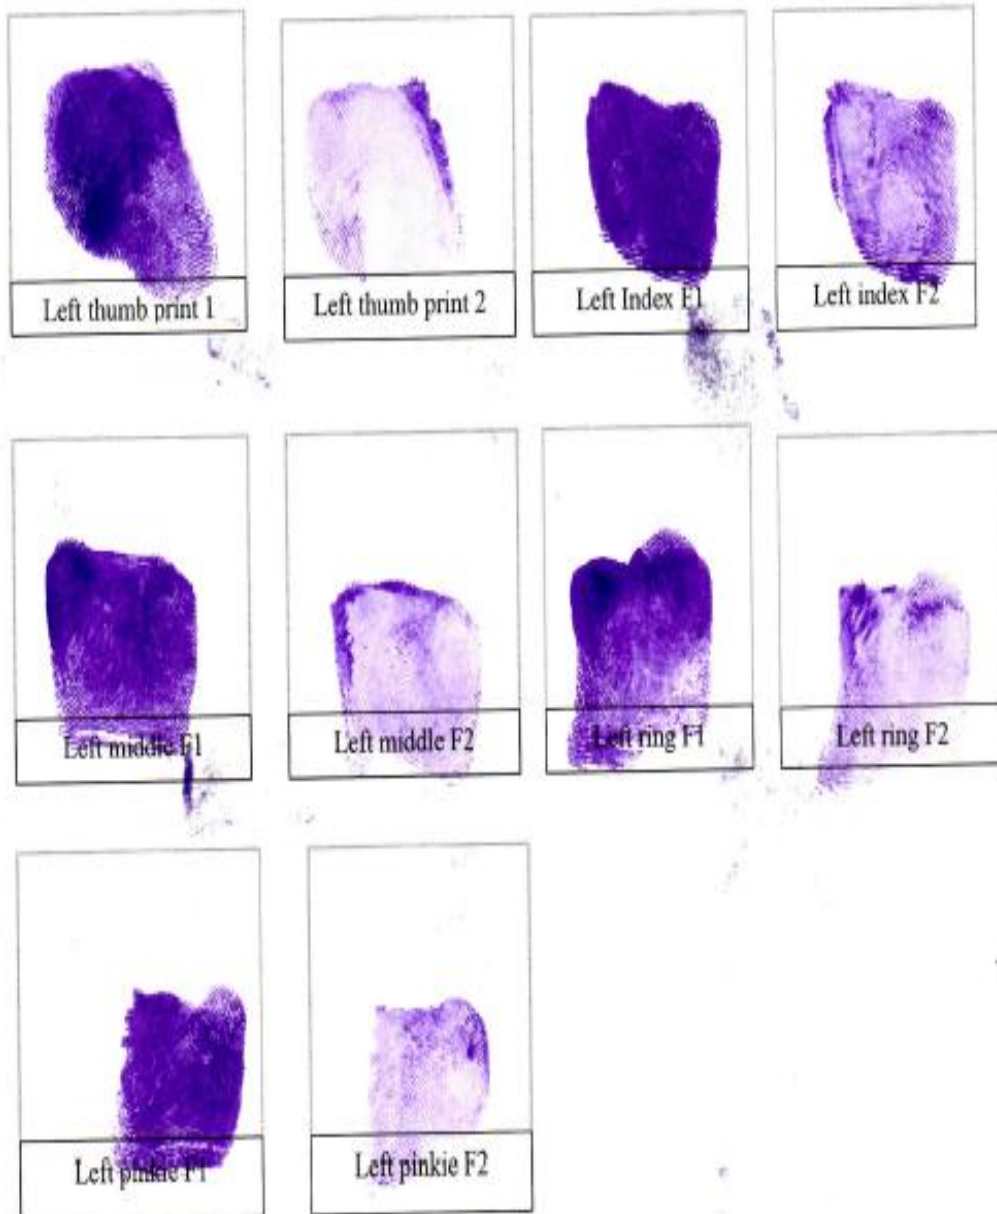 Left thumb print 1
Left thumb print 2
Left Index F1
Left index F2
Left middle F1
Left middle F2
Left ring F1
Left ring F2
Left pinkie F1
Left pinkie F2